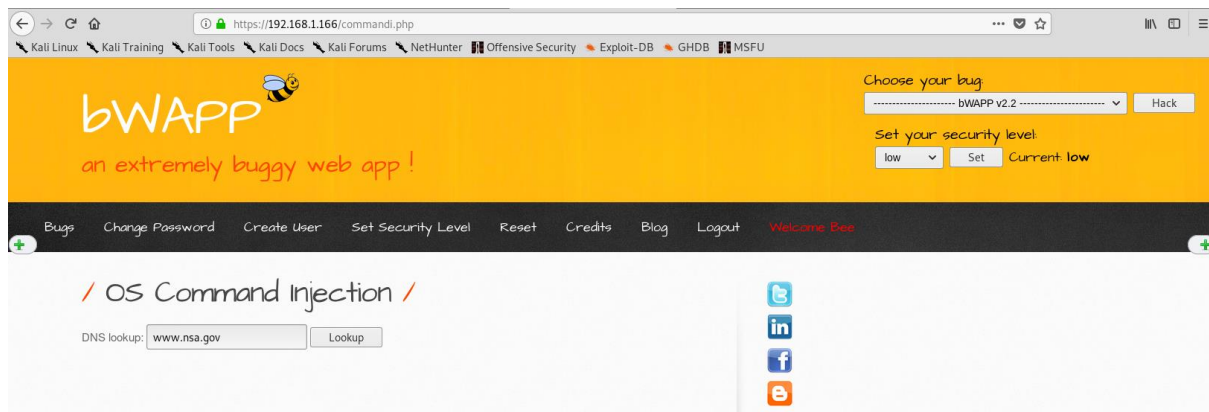 https://192.168.1.166/commandi.php
Kali Linux Kali Training Kali Tools Kali Docs Kali Forums NetHunter Offensive Security Exploit-DB GHDB MSFU
bWAPP
an extremely buggy web app !
Choose your bug:
---------------------- bWAPP v2.2 ----------------------- Hack
Set your security level:
low Set Current: low
Bugs Change Password Create User Set Security Level Reset Credits Blog Logout Welcome Bee
/ OS Command Injection /
DNS lookup: www.nsa.gov Lookup